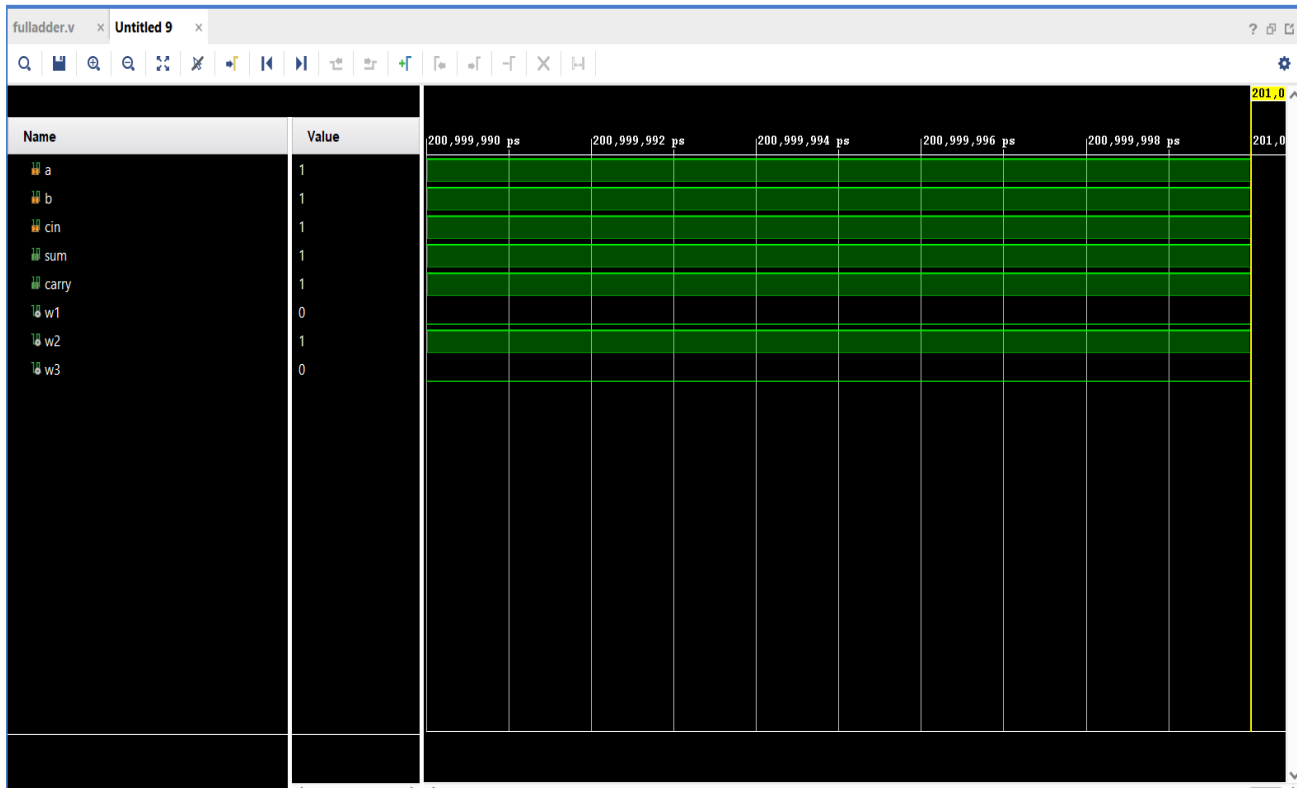 fulladder.v × Untitled 9 ×
?
201,0
Name Value
200,999,990 ps 200,999,992 ps 200,999,994 ps 200,999,996 ps 200,999,998 ps 201,0
a 1
b 1
cin 1
sum 1
carry 1
w1 0
w2 1
w3 0